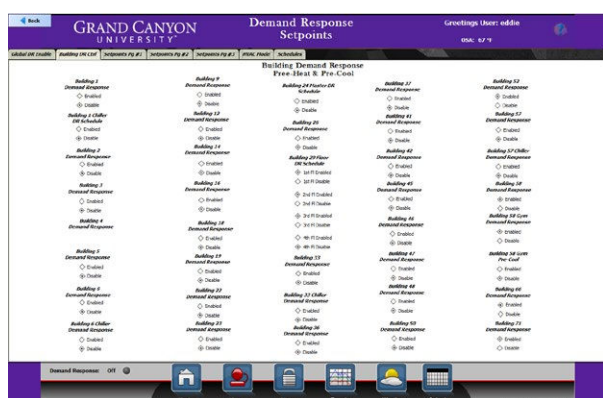 Back
GRAND CANYON
UNIVERSITY
Demand Response
Setpoints
Greetings User: eddie
OSA: 67 °F
Global DR Enable
Building DR Ctrl
Setpoints Pg #1
Setpoints Pg #2
Setpoints Pg #3
Schedules
Building Demand Response
Pree-Heat & Pre-Cool
Building 1
Demand Response
Enabled
Disable
Building 1 Chiller
DR Schedule
Enabled
Disable
Building 2
Demand Response
Enabled
Disable
Building 3
Demand Response
Enabled
Disable
Building 4
Demand Response
Building 5
Demand Response
Enabled
Disable
Building 6
Demand Response
Enabled
Disable
Building 6 Chiller
Demand Response
Enabled
Disable
Building 9
Demand Response
Enabled
Disable
Building 12
Demand Response
Enabled
Disable
Building 14
Demand Response
Enabled
Disable
Building 16
Demand Response
Enabled
Disable
Building 18
Demand Response
Enabled
Disable
Building 19
Demand Response
Enabled
Disable
Building 22
Demand Response
Enabled
Disable
Building 23
Demand Response
Enabled
Disable
Building 24 Master DR
Schedule
Enabled
Disable
Building 26
Demand Response
Enabled
Disable
Building 29 Floor
DR Schedule
1st Fl Enabled
1st Fl Disable
2nd Fl Enabled
2nd Fl Disable
3rd Fl Enabled
3rd Fl Disable
4th Fl Enabled
4th Fl Disable
Building 33
Demand Response
Enabled
Disable
Building 33 Chiller
Demand Response
Enabled
Disable
Building 36
Demand Response
Enabled
Disable
Building 37
Demand Response
Enabled
Disable
Building 41
Demand Response
Enabled
Disable
Building 42
Demand Response
Enabled
Disable
Building 45
Demand Response
Enabled
Disable
Building 46
Demand Response
Enabled
Disable
Building 47
Demand Response
Enabled
Disable
Building 48
Demand Response
Enabled
Disable
Building 50
Demand Response
Enabled
Disable
Building 52
Demand Response
Enabled
Disable
Building 57
Demand Response
Enabled
Disable
Building 57 Chiller
Demand Response
Enabled
Disable
Building 58
Demand Response
Enabled
Disable
Building 58 Gym
Demand Response
Enabled
Disable
Building 58 Gym
Pre-Cool
Enabled
Disable
Building 66
Demand Response
Enabled
Disable
Building 71
Demand Response
Enabled
Disable
Demand Response: Off